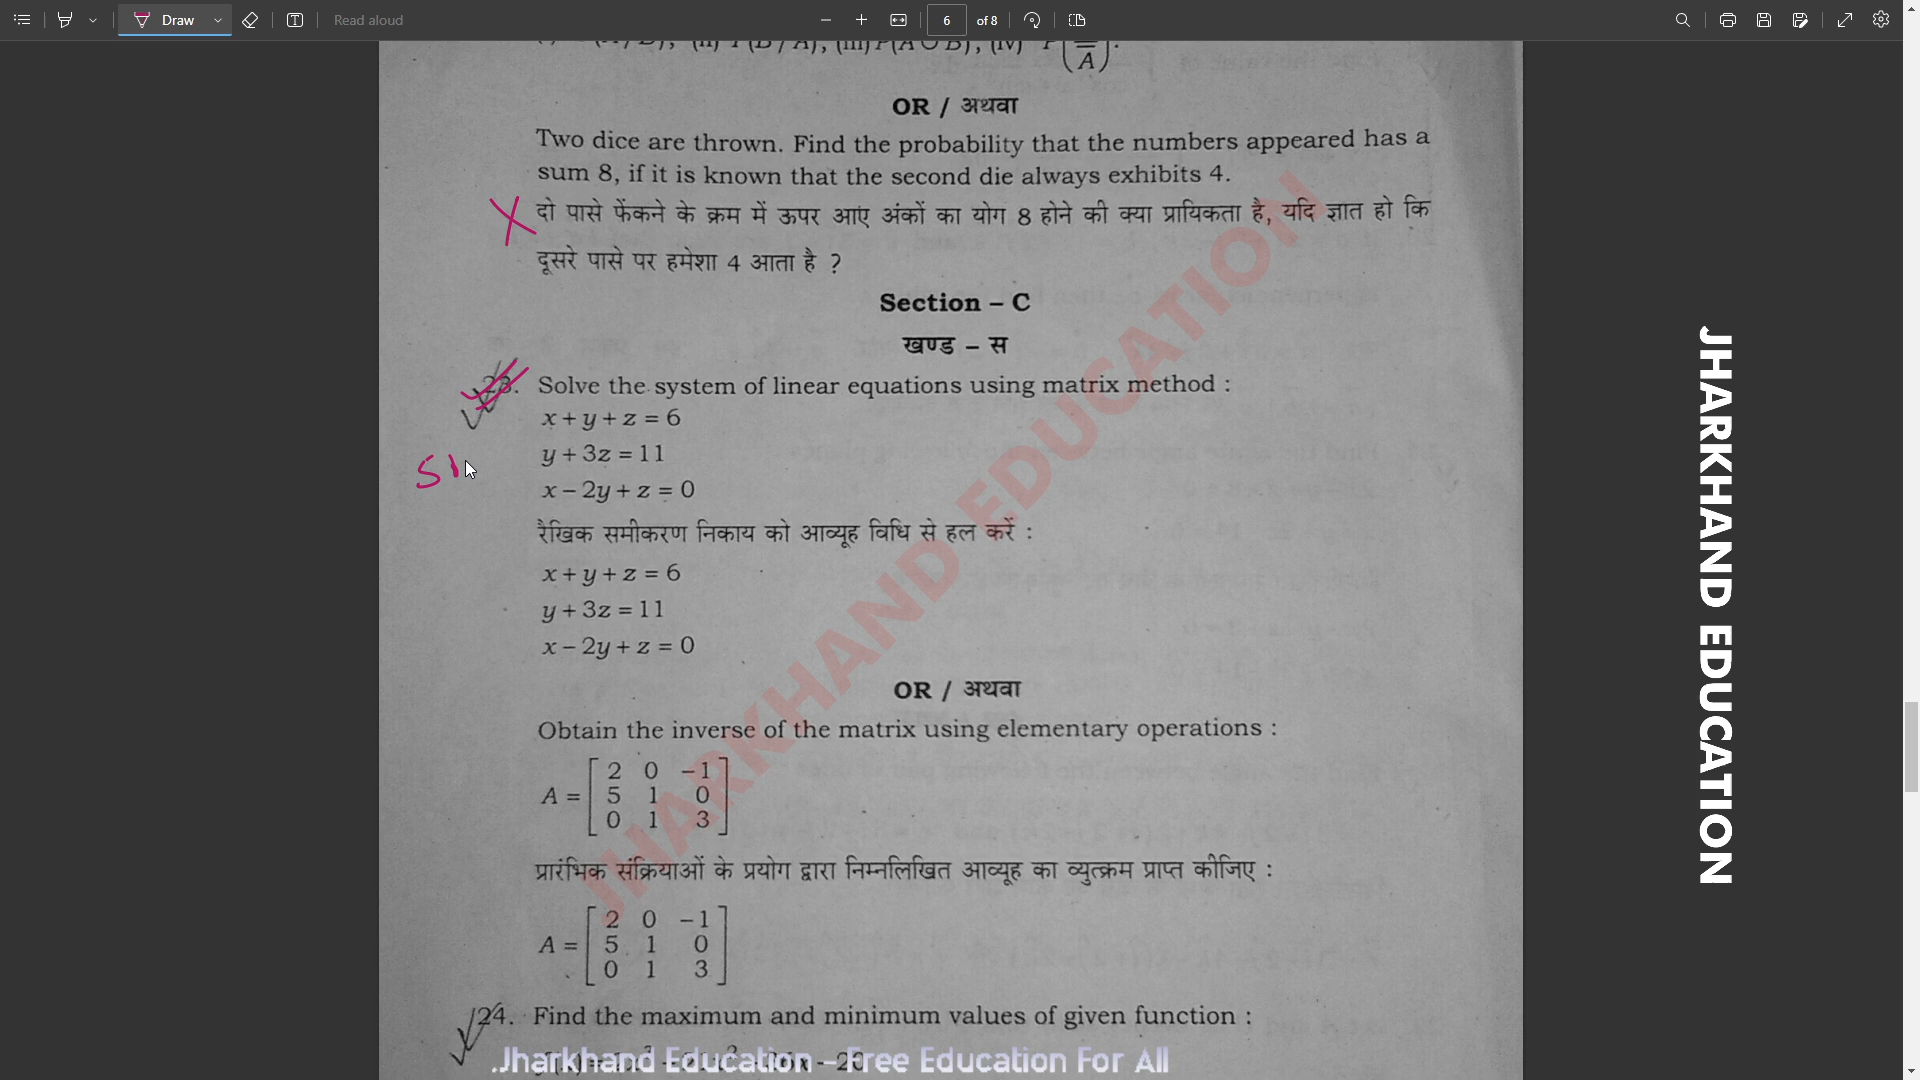 Draw
Read aloud
6 of 8
(ii) P(B / A), (iii) P(A ∪ B), (iv) P
A
OR / अथवा
Two dice are thrown. Find the probability that the numbers appeared has a
sum 8, if it is known that the second die always exhibits 4.
दो पासे फेंकने के क्रम में ऊपर आए अंकों का योग 8 होने की क्या प्रायिकता है, यदि ज्ञात हो कि
दूसरे पासे पर हमेशा 4 आता है ?
Section – C
खण्ड – स
23. Solve the system of linear equations using matrix method :
x + y + z = 6
y + 3z = 11
x – 2y + z = 0
रैखिक समीकरण निकाय को आव्यूह विधि से हल करें :
x + y + z = 6
y + 3z = 11
x – 2y + z = 0
OR / अथवा
Obtain the inverse of the matrix using elementary operations :
2 0 –1
A = 5 1 0
0 1 3
प्रारंभिक संक्रियाओं के प्रयोग द्वारा निम्नलिखित आव्यूह का व्युत्क्रम प्राप्त कीजिए :
2 0 –1
A = 5 1 0
0 1 3
24. Find the maximum and minimum values of given function :
Jharkhand Education – Free Education For All
JHARKHAND EDUCATION
JHARKHAND EDUCATION